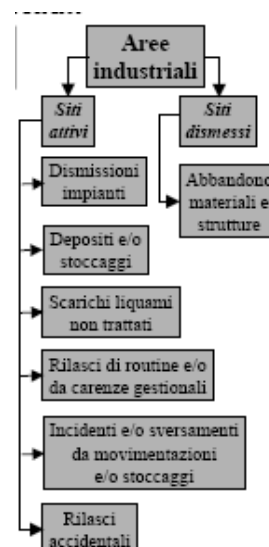 Aree
industriali
Siti
attivi
Siti
dismessi
Dismissioni
impianti
Abbandono
materiali e
strutture
Depositi e/o
stoccaggi
Scarichi liquami
non trattati
Rilasci di routine e/o
da carenze gestionali
Incidenti e/o sversamenti
da movimentazioni
e/o stoccaggi
Rilasci
accidentali